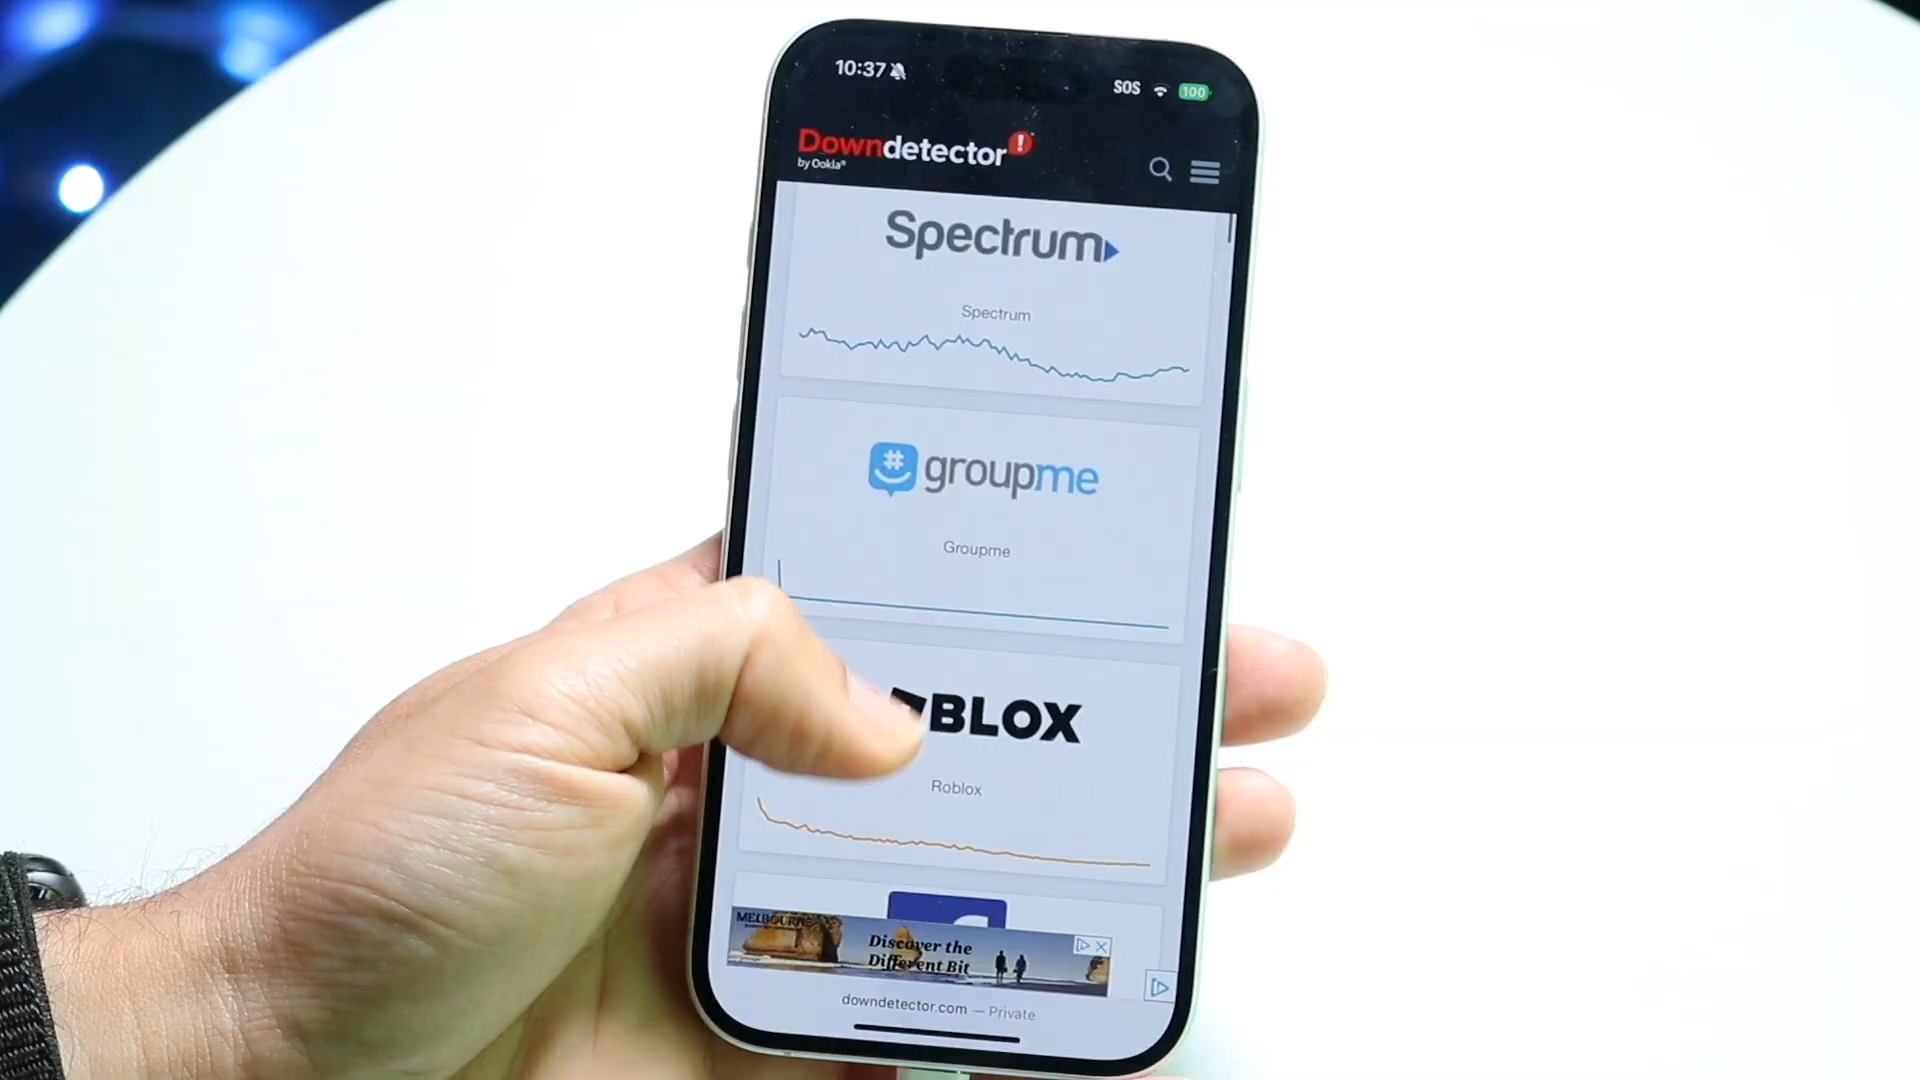 10:37
SOS
100
Downdetector!
by Ookla®
Spectrum
Spectrum
groupme
Groupme
BLOX
Roblox
MELBOURNE
Discover the
Different Bit
downdetector.com — Private